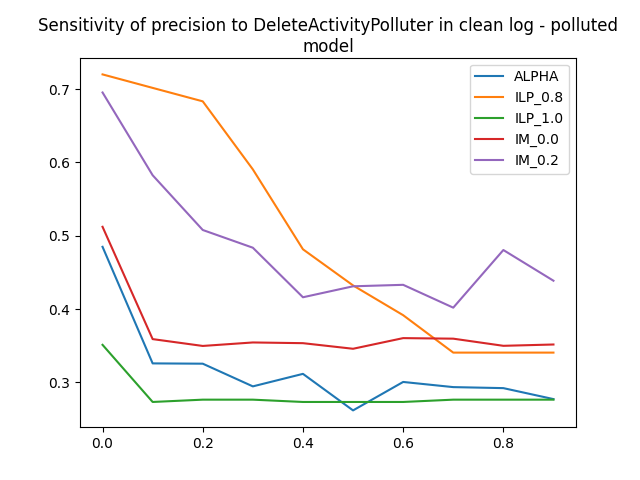 Sensitivity of precision to DeleteActivityPolluter in clean log - polluted
model
ALPHA
ILP_0.8
ILP_1.0
IM_0.0
IM_0.2
0.7
0.6
0.5
0.4
0.3
0.0 0.2 0.4 0.6 0.8